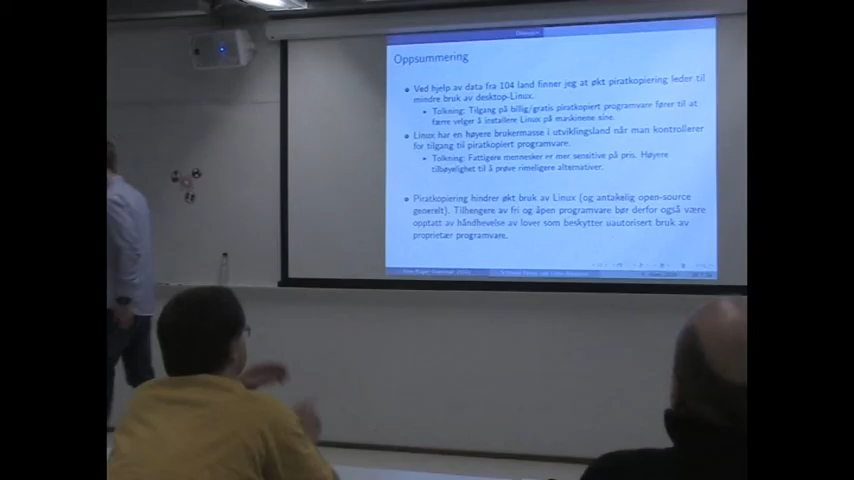 Oppsummering
Ved hjelp av data fra 104 land finner jeg at økt piratkopiering leder til
mindre bruk av desktop-Linux.
Tolkning: Tilgang på billig/gratis piratkopiert programvare fører til at
færre velger å installere Linux på maskinene sine.
Linux har en høyere brukermasse i utviklingsland når man kontrollerer
for tilgang til piratkopiert programvare.
Tolkning: Fattigere mennesker er mer sensitive på pris. Høyere
tilbøyelighet til å prøve rimeligere alternativer.
Piratkopiering hindrer økt bruk av Linux (og antakelig open-source
generelt). Tilhengere av fri og åpen programvare bør derfor også være
opptatt av håndhevelse av lover som beskytter uautorisert bruk av
proprietær programvare.